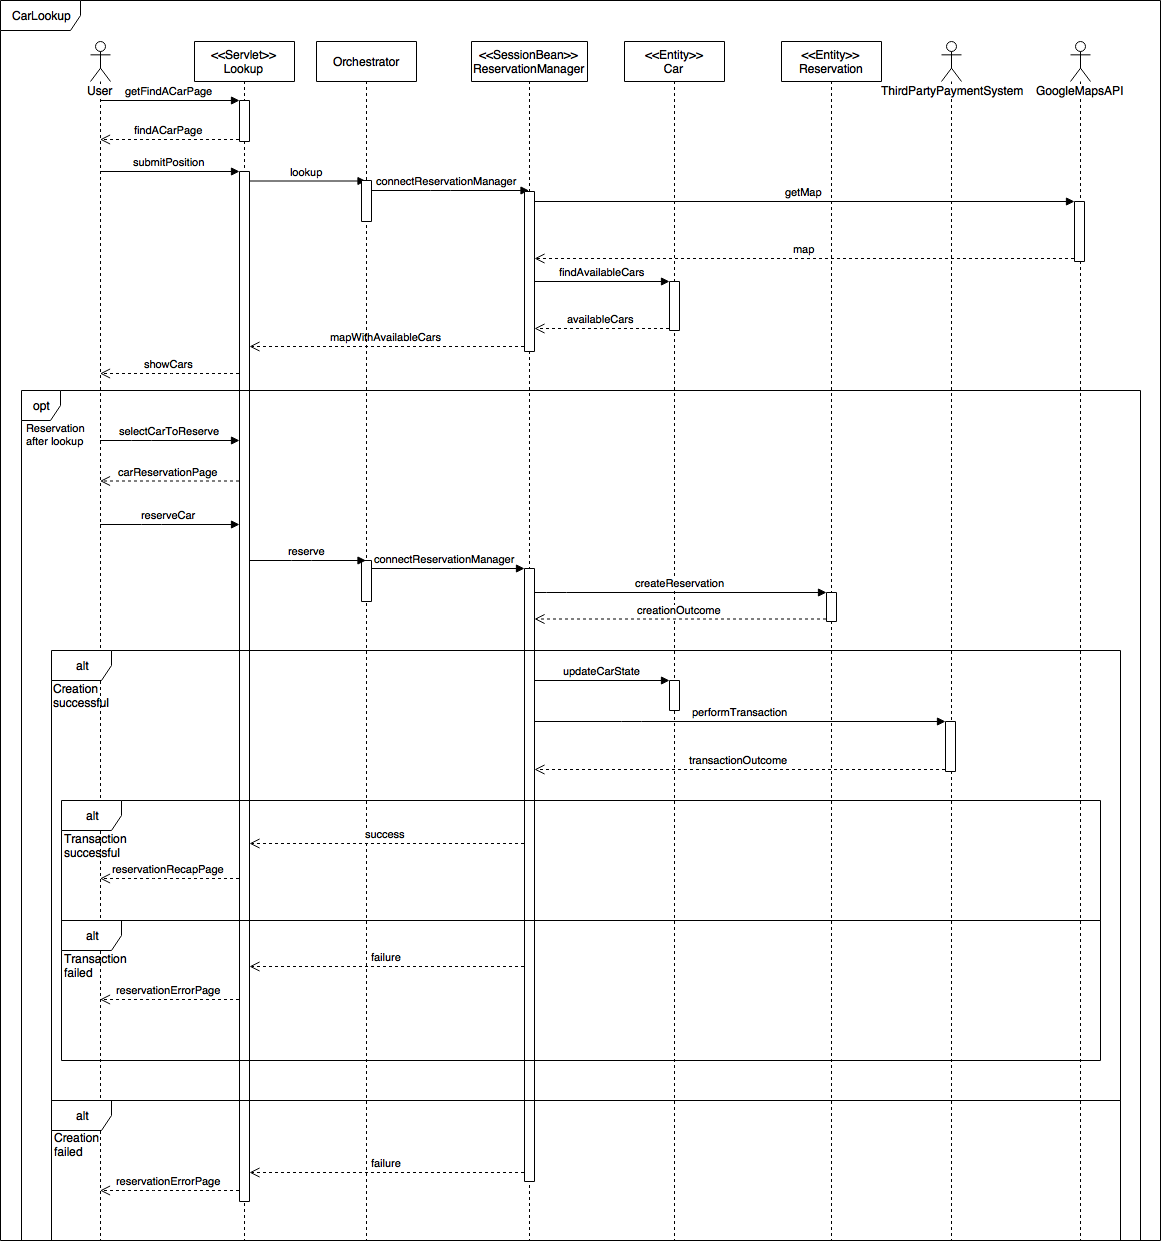 CarLookup
<<Servlet>>
Lookup
Orchestrator
<<SessionBean>>
ReservationManager
<<Entity>>
Car
<<Entity>>
Reservation
User
ThirdPartyPaymentSystem
GoogleMapsAPI
getFindACarPage
findACarPage
submitPosition
lookup
connectReservationManager
getMap
map
findAvailableCars
availableCars
mapWithAvailableCars
showCars
opt
Reservation
after lookup
selectCarToReserve
carReservationPage
reserveCar
reserve
connectReservationManager
createReservation
creationOutcome
alt
Creation
successful
updateCarState
performTransaction
transactionOutcome
alt
Transaction
successful
success
reservationRecapPage
alt
Transaction
failed
failure
reservationErrorPage
alt
Creation
failed
failure
reservationErrorPage